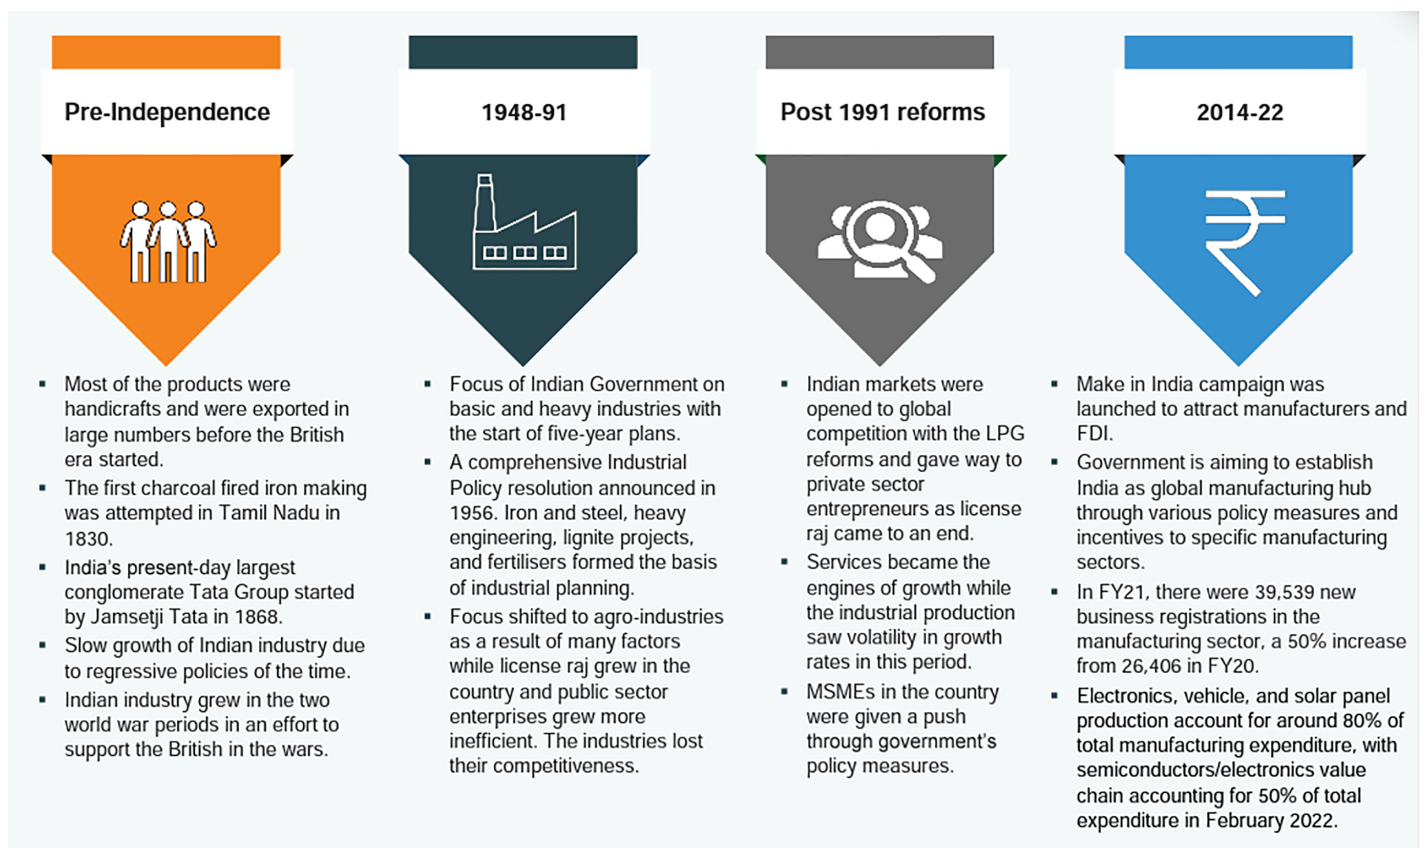 Pre-Independence
▪ Most of the products were
handicrafts and were exported in
large numbers before the British
era started.
▪ The first charcoal fired iron making
was attempted in Tamil Nadu in
1830.
▪ India's present-day largest
conglomerate Tata Group started
by Jamsetji Tata in 1868.
▪ Slow growth of Indian industry due
to regressive policies of the time.
▪ Indian industry grew in the two
world war periods in an effort to
support the British in the wars.
1948-91
▪ Focus of Indian Government on
basic and heavy industries with
the start of five-year plans.
▪ A comprehensive Industrial
Policy resolution announced in
1956. Iron and steel, heavy
engineering, lignite projects,
and fertilisers formed the basis
of industrial planning.
▪ Focus shifted to agro-industries
as a result of many factors
while license raj grew in the
country and public sector
enterprises grew more
inefficient. The industries lost
their competitiveness.
Post 1991 reforms
▪ Indian markets were
opened to global
competition with the LPG
reforms and gave way to
private sector
entrepreneurs as license
raj came to an end.
▪ Services became the
engines of growth while
the industrial production
saw volatility in growth
rates in this period.
▪ MSMEs in the country
were given a push
through government's
policy measures.
2014-22
₹
▪ Make in India campaign was
launched to attract manufacturers and
FDI.
▪ Government is aiming to establish
India as global manufacturing hub
through various policy measures and
incentives to specific manufacturing
sectors.
▪ In FY21, there were 39,539 new
business registrations in the
manufacturing sector, a 50% increase
from 26,406 in FY20.
▪ Electronics, vehicle, and solar panel
production account for around 80% of
total manufacturing expenditure, with
semiconductors/electronics value
chain accounting for 50% of total
expenditure in February 2022.